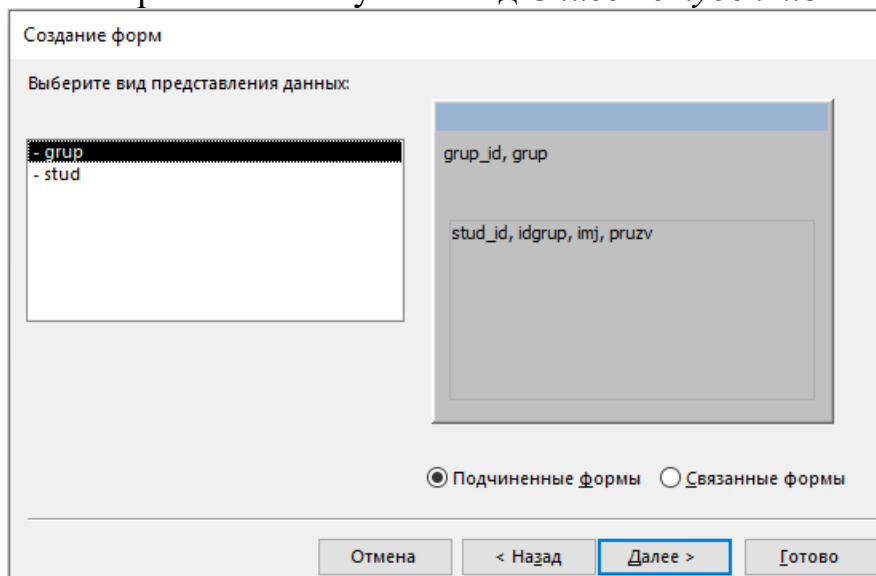 Создание форм
Выберите вид представления данных:
- grup
- stud
grup_id, grup
stud_id, idgrup, imj, pruzv
Подчиненные формы Связанные формы
Отмена < Назад Далее > Готово